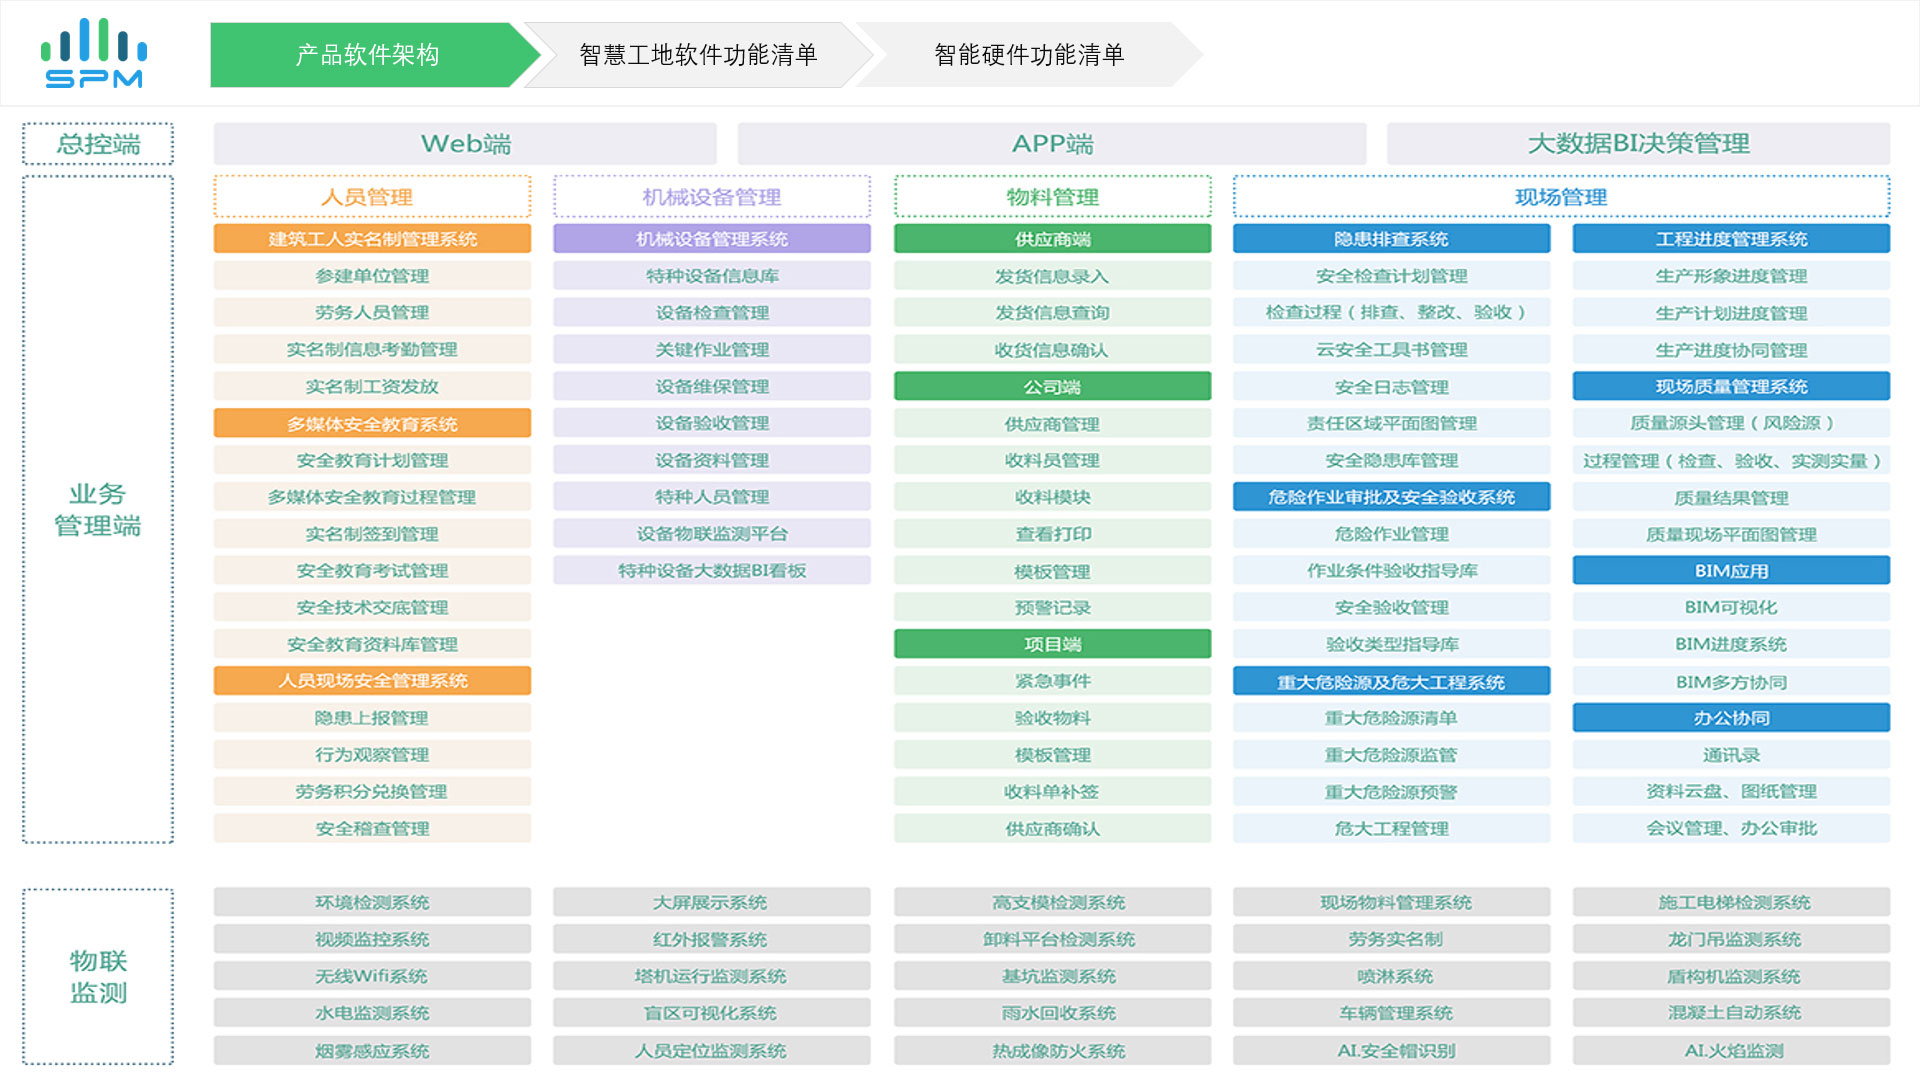 SPM
产品软件架构
智慧工地软件功能清单
智能硬件功能清单
总控端
Web端
APP端
大数据BI决策管理
业务
管理端
人员管理
建筑工人实名制管理系统
参建单位管理
劳务人员管理
实名制信息考勤管理
实名制工资发放
多媒体安全教育系统
安全教育计划管理
多媒体安全教育过程管理
实名制签到管理
安全教育考试管理
安全技术交底管理
安全教育资料库管理
人员现场安全管理系统
隐患上报管理
行为观察管理
劳务积分兑换管理
安全稽查管理
机械设备管理
机械设备管理系统
特种设备信息库
设备检查管理
关键作业管理
设备维保管理
设备验收管理
设备资料管理
特种人员管理
设备物联监测平台
特种设备大数据BI看板
物料管理
供应商端
发货信息录入
发货信息查询
收货信息确认
公司端
供应商管理
收料员管理
收料模块
查看打印
模板管理
预警记录
项目端
紧急事件
验收物料
模板管理
收料单补签
供应商确认
现场管理
隐患排查系统
安全检查计划管理
检查过程（排查、整改、验收）
云安全工具书管理
安全日志管理
责任区域平面图管理
安全隐患库管理
危险作业审批及安全验收系统
危险作业管理
作业条件验收指导库
安全验收管理
验收类型指导库
重大危险源及危大工程系统
重大危险源清单
重大危险源监管
重大危险源预警
危大工程管理
工程进度管理系统
生产形象进度管理
生产计划进度管理
生产进度协同管理
现场质量管理系统
质量源头管理（风险源）
过程管理（检查、验收、实测实量）
质量结果管理
质量现场平面图管理
BIM应用
BIM可视化
BIM进度系统
BIM多方协同
办公协同
通讯录
资料云盘、图纸管理
会议管理、办公审批
物联
监测
环境检测系统
大屏展示系统
高支模检测系统
现场物料管理系统
施工电梯检测系统
视频监控系统
红外报警系统
卸料平台检测系统
劳务实名制
龙门吊监测系统
无线Wifi系统
塔机运行监测系统
基坑监测系统
喷淋系统
盾构机监测系统
水电监测系统
盲区可视化系统
雨水回收系统
车辆管理系统
混凝土自动系统
烟雾感应系统
人员定位监测系统
热成像防火系统
AI.安全帽识别
AI.火焰监测